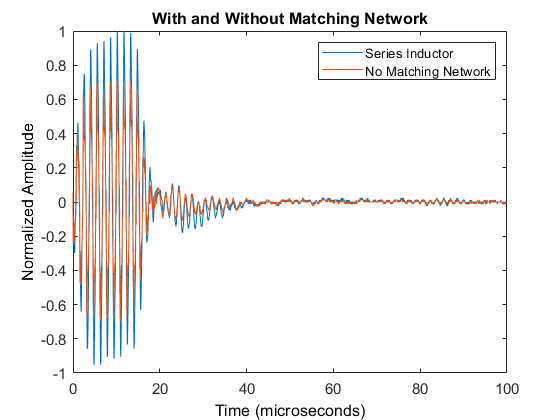 With and Without Matching Network
Series Inductor
No Matching Network
Normalized Amplitude
1
0.8
0.6
0.4
0.2
0
-0.2
-0.4
-0.6
-0.8
-1
0 20 40 60 80 100
Time (microseconds)